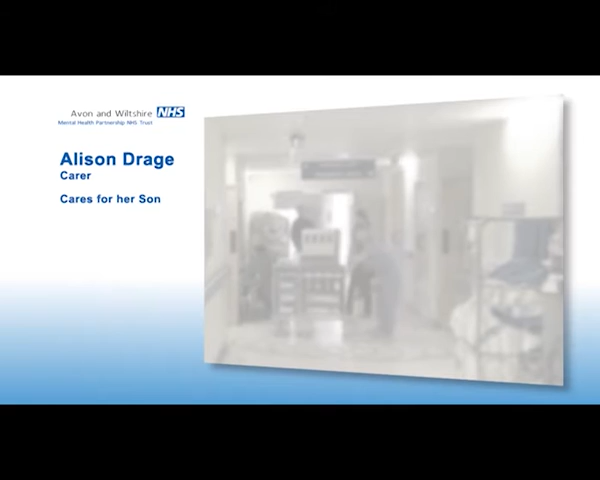 Avon and Wiltshire NHS
Mental Health Partnership NHS Trust
Alison Drage
Carer
Cares for her Son